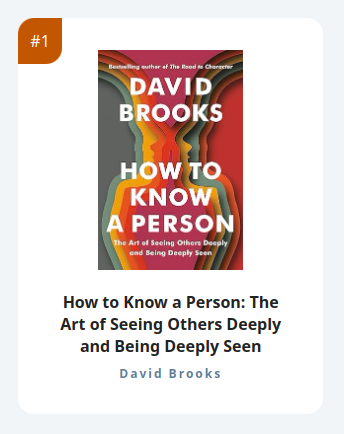 #1
Bestselling author of The Road to Character
DAVID
BROOKS
HOW TO
KNOW
A PERSON
The Art of Seeing Others Deeply
and Being Deeply Seen
How to Know a Person: The
Art of Seeing Others Deeply
and Being Deeply Seen
David Brooks